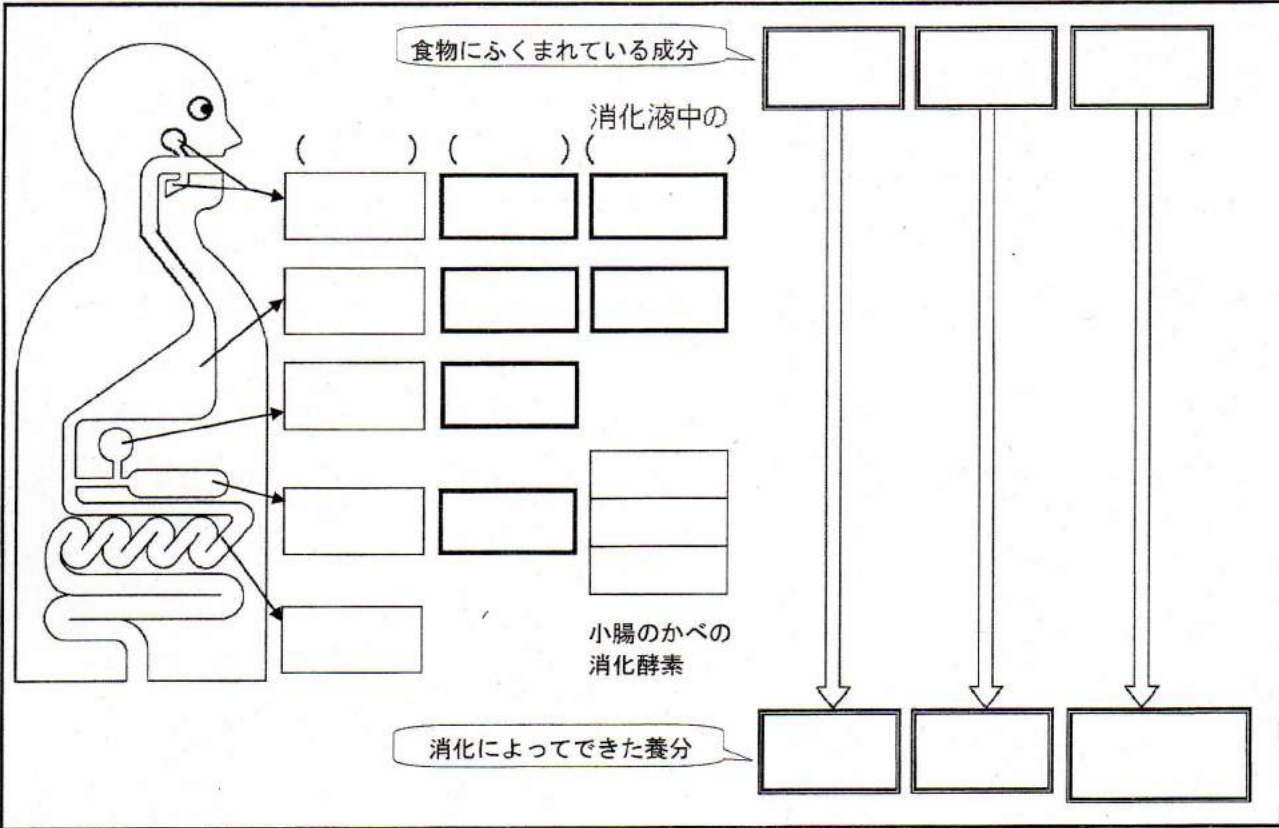 食物にふくまれている成分
消化液中の
( ) ( ) ( )
小腸のかべの
消化酵素
消化によってできた養分